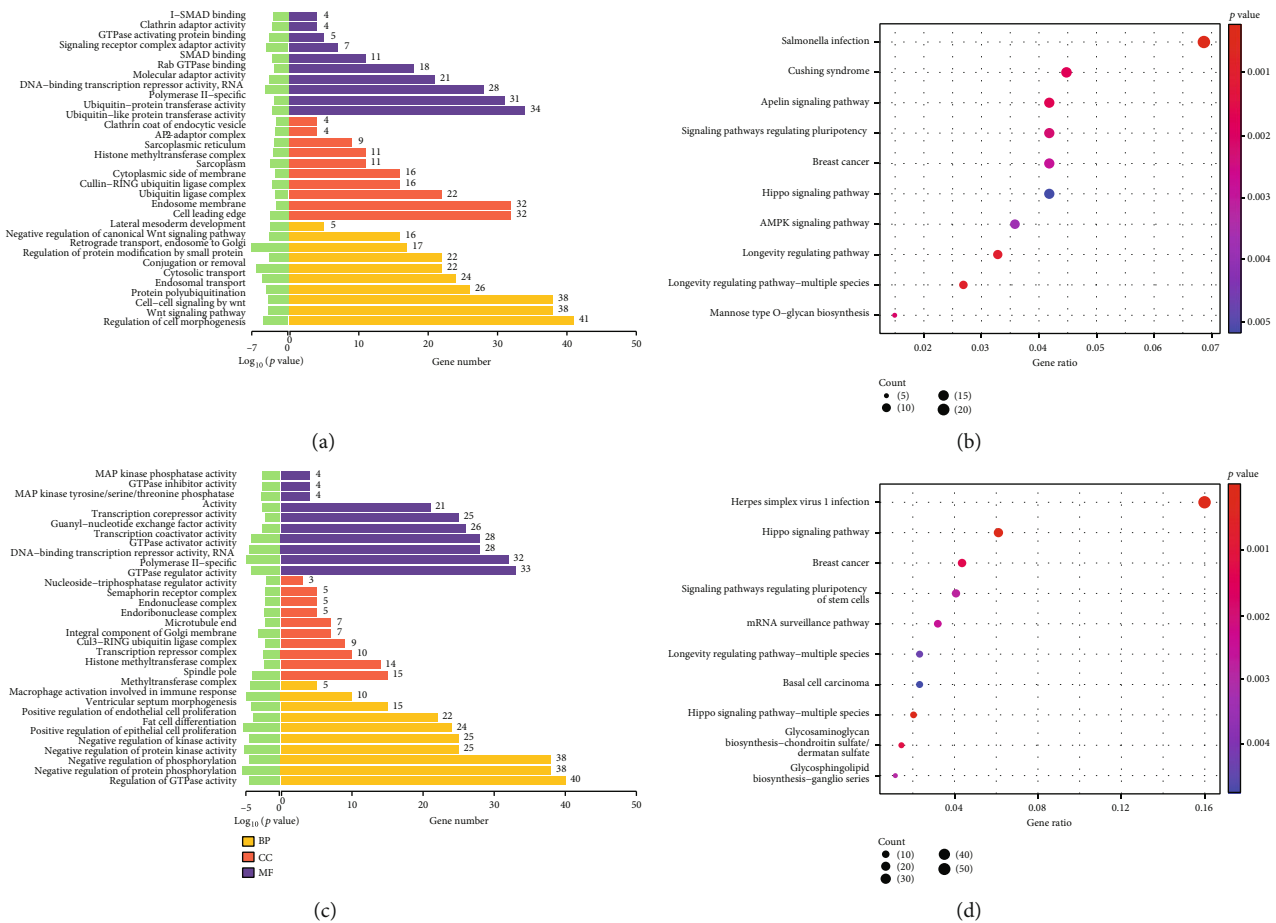 I−SMAD binding
Clathrin adaptor activity
GTPase activating protein binding
Signaling receptor complex adaptor activity
SMAD binding
Rab GTPase binding
Molecular adaptor activity
DNA−binding transcription repressor activity, RNA
Polymerase II−specific
Ubiquitin−protein transferase activity
Ubiquitin−like protein transferase activity
Clathrin coat of endocytic vesicle
AP2−adaptor complex
Sarcoplasmic reticulum
Histone methyltransferase complex
Sarcoplasm
Cytoplasmic side of membrane
Cullin−RING ubiquitin ligase complex
Ubiquitin ligase complex
Endosome membrane
Cell leading edge
Lateral mesoderm development
Negative regulation of canonical Wnt signaling pathway
Retrograde transport, endosome to Golgi
Regulation of protein modification by small protein
Conjugation or removal
Cytosolic transport
Endosomal transport
Protein polyubiquitination
Cell−cell signaling by wnt
Wnt signaling pathway
Regulation of cell morphogenesis
4
4
5
7
11
18
21
28
31
34
4
4
9
11
11
16
16
22
32
32
5
16
17
22
22
24
26
38
38
41
−7 0 0 10 20 30 40 50
Log10 (p value) Gene number
(a)
Salmonella infection
Cushing syndrome
Apelin signaling pathway
Signaling pathways regulating pluripotency
Breast cancer
Hippo signaling pathway
AMPK signaling pathway
Longevity regulating pathway
Longevity regulating pathway−multiple species
Mannose type O−glycan biosynthesis
0.02 0.03 0.04 0.05 0.06 0.07
Gene ratio
p value
0.001
0.002
0.003
0.004
0.005
Count
(5) (15)
(10) (20)
(b)
MAP kinase phosphatase activity
GTPase inhibitor activity
MAP kinase tyrosine/serine/threonine phosphatase
Activity
Transcription corepressor activity
Guanyl−nucleotide exchange factor activity
Transcription coactivator activity
GTPase activator activity
DNA−binding transcription repressor activity, RNA
Polymerase II−specific
GTPase regulator activity
Nucleoside−triphosphatase regulator activity
Semaphorin receptor complex
Endonuclease complex
Endoribonuclease complex
Microtubule end
Integral component of Golgi membrane
Cul3−RING ubiquitin ligase complex
Transcription repressor complex
Histone methyltransferase complex
Spindle pole
Methyltransferase complex
Macrophage activation involved in immune response
Ventricular septum morphogenesis
Positive regulation of endothelial cell proliferation
Fat cell differentiation
Positive regulation of epithelial cell proliferation
Negative regulation of kinase activity
Negative regulation of protein kinase activity
Negative regulation of phosphorylation
Negative regulation of protein phosphorylation
Regulation of GTPase activity
4
4
4
21
25
26
28
28
32
33
3
5
5
5
7
7
9
10
14
15
5
10
15
22
24
25
25
38
38
40
−5 0 0 10 20 30 40 50
Log10 (p value) Gene number
BP
CC
MF
(c)
Herpes simplex virus 1 infection
Hippo signaling pathway
Breast cancer
Signaling pathways regulating pluripotency
of stem cells
mRNA surveillance pathway
Longevity regulating pathway−multiple species
Basal cell carcinoma
Hippo signaling pathway−multiple species
Glycosaminoglycan
biosynthesis−chondroitin sulfate/
dermatan sulfate
Glycosphingolipid
biosynthesis−ganglio series
0.04 0.08 0.12 0.16
Gene ratio
p value
0.001
0.002
0.003
0.004
Count
(10) (40)
(20) (50)
(30)
(d)